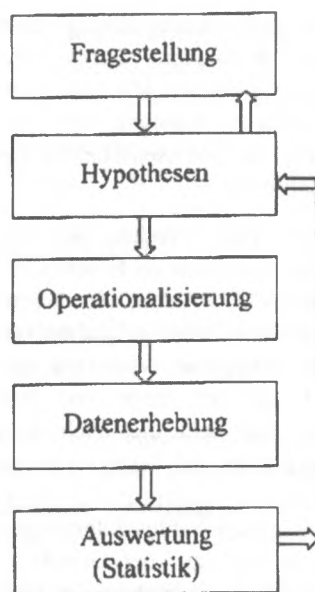 Fragestellung
Hypothesen
Operationalisierung
Datenerhebung
Auswertung
(Statistik)